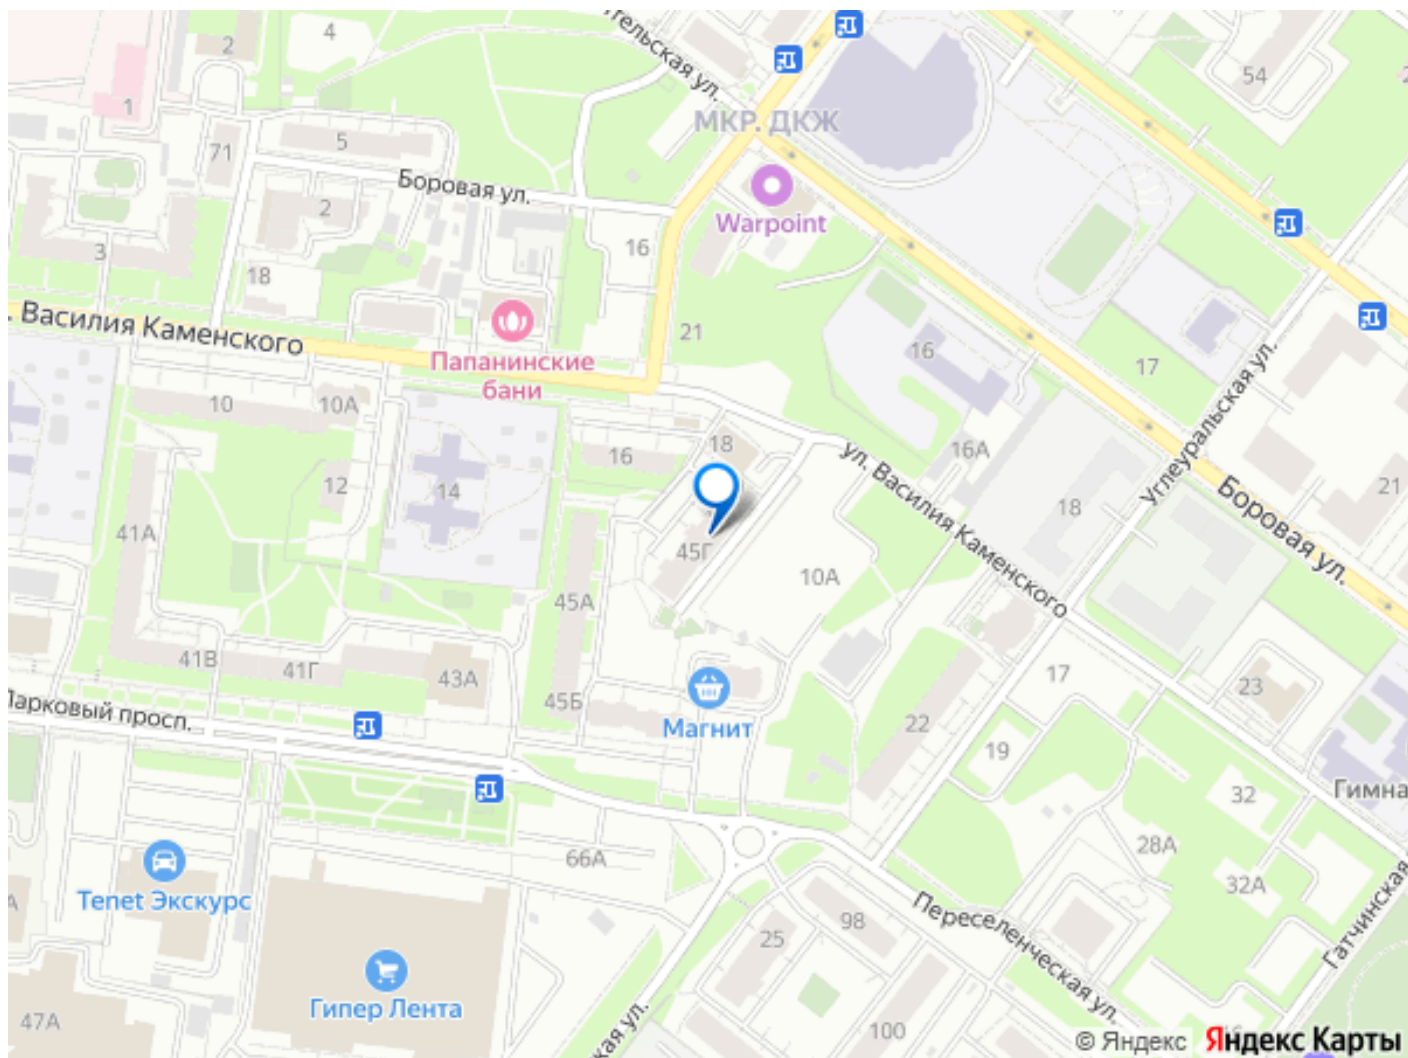 4
2
54
1
МКР. ДКЖ
5
71
Боровая ул.
2
Warpoint
16
3
18
21
. Василия Каменского
Папанинские
бани
16
17
10
10А
18
16
16А
ул. Василия Каменского
Углеуральская ул.
Боровая ул.
21
12
14
18
41А
45Г
10А
45А
41В
41Г
43А
17
23
45Б
Парковый просп.
Магнит
22
19
32
Гимна
66А
28А
32А
Tenet Экскурс
Гатчинская
98
25
Переселенческая ул.
Гипер Лента
47А
100
кая ул.
© Яндекс Яндекс Карты